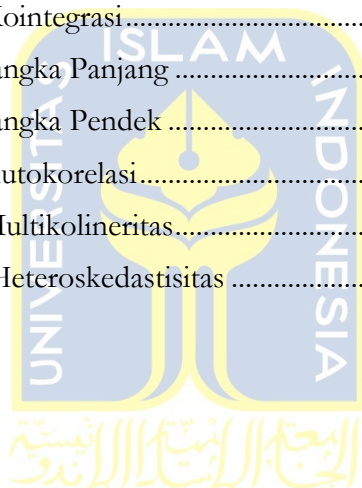 Kointegrasi...............................
angka Panjang ...........................
angka Pendek ............................
utokorelasi................................
Multikolineritas..........................
Heteroskedastisitas ....................
UNIVERSITAS
ISLAM
INDONESIA